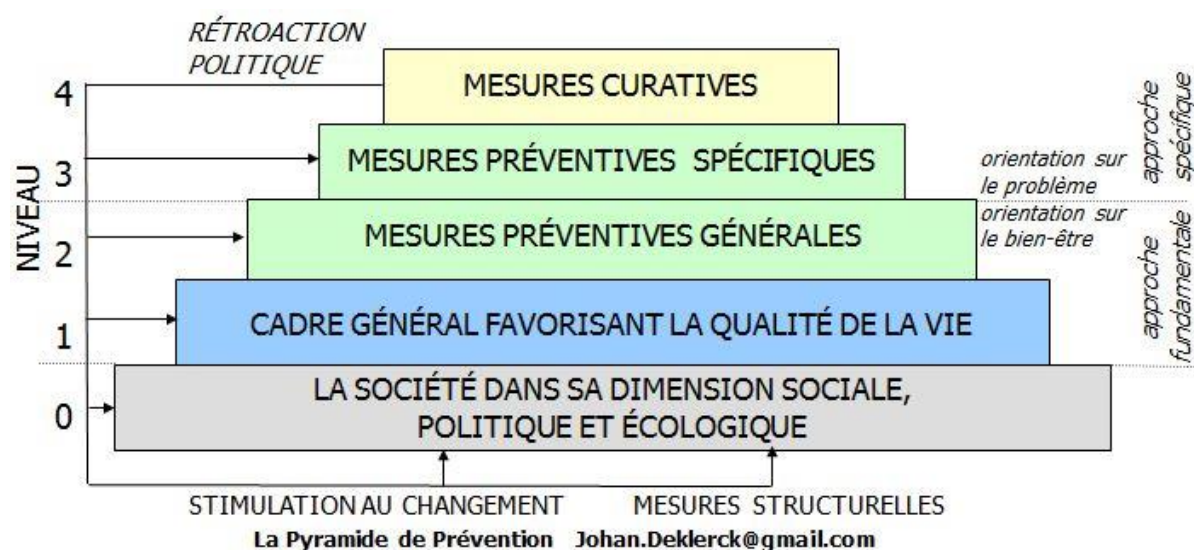 RÉTROACTION
POLITIQUE
NIVEAU
4
MESURES CURATIVES
approche
spécifique
3
MESURES PRÉVENTIVES SPÉCIFIQUES
orientation sur
le problème
2
MESURES PRÉVENTIVES GÉNÉRALES
orientation sur
le bien-être
approche
fundamentale
1
CADRE GÉNÉRAL FAVORISANT LA QUALITÉ DE LA VIE
0
LA SOCIÉTÉ DANS SA DIMENSION SOCIALE,
POLITIQUE ET ÉCOLOGIQUE
STIMULATION AU CHANGEMENT
MESURES STRUCTURELLES
La Pyramide de Prévention Johan.Deklerck@gmail.com